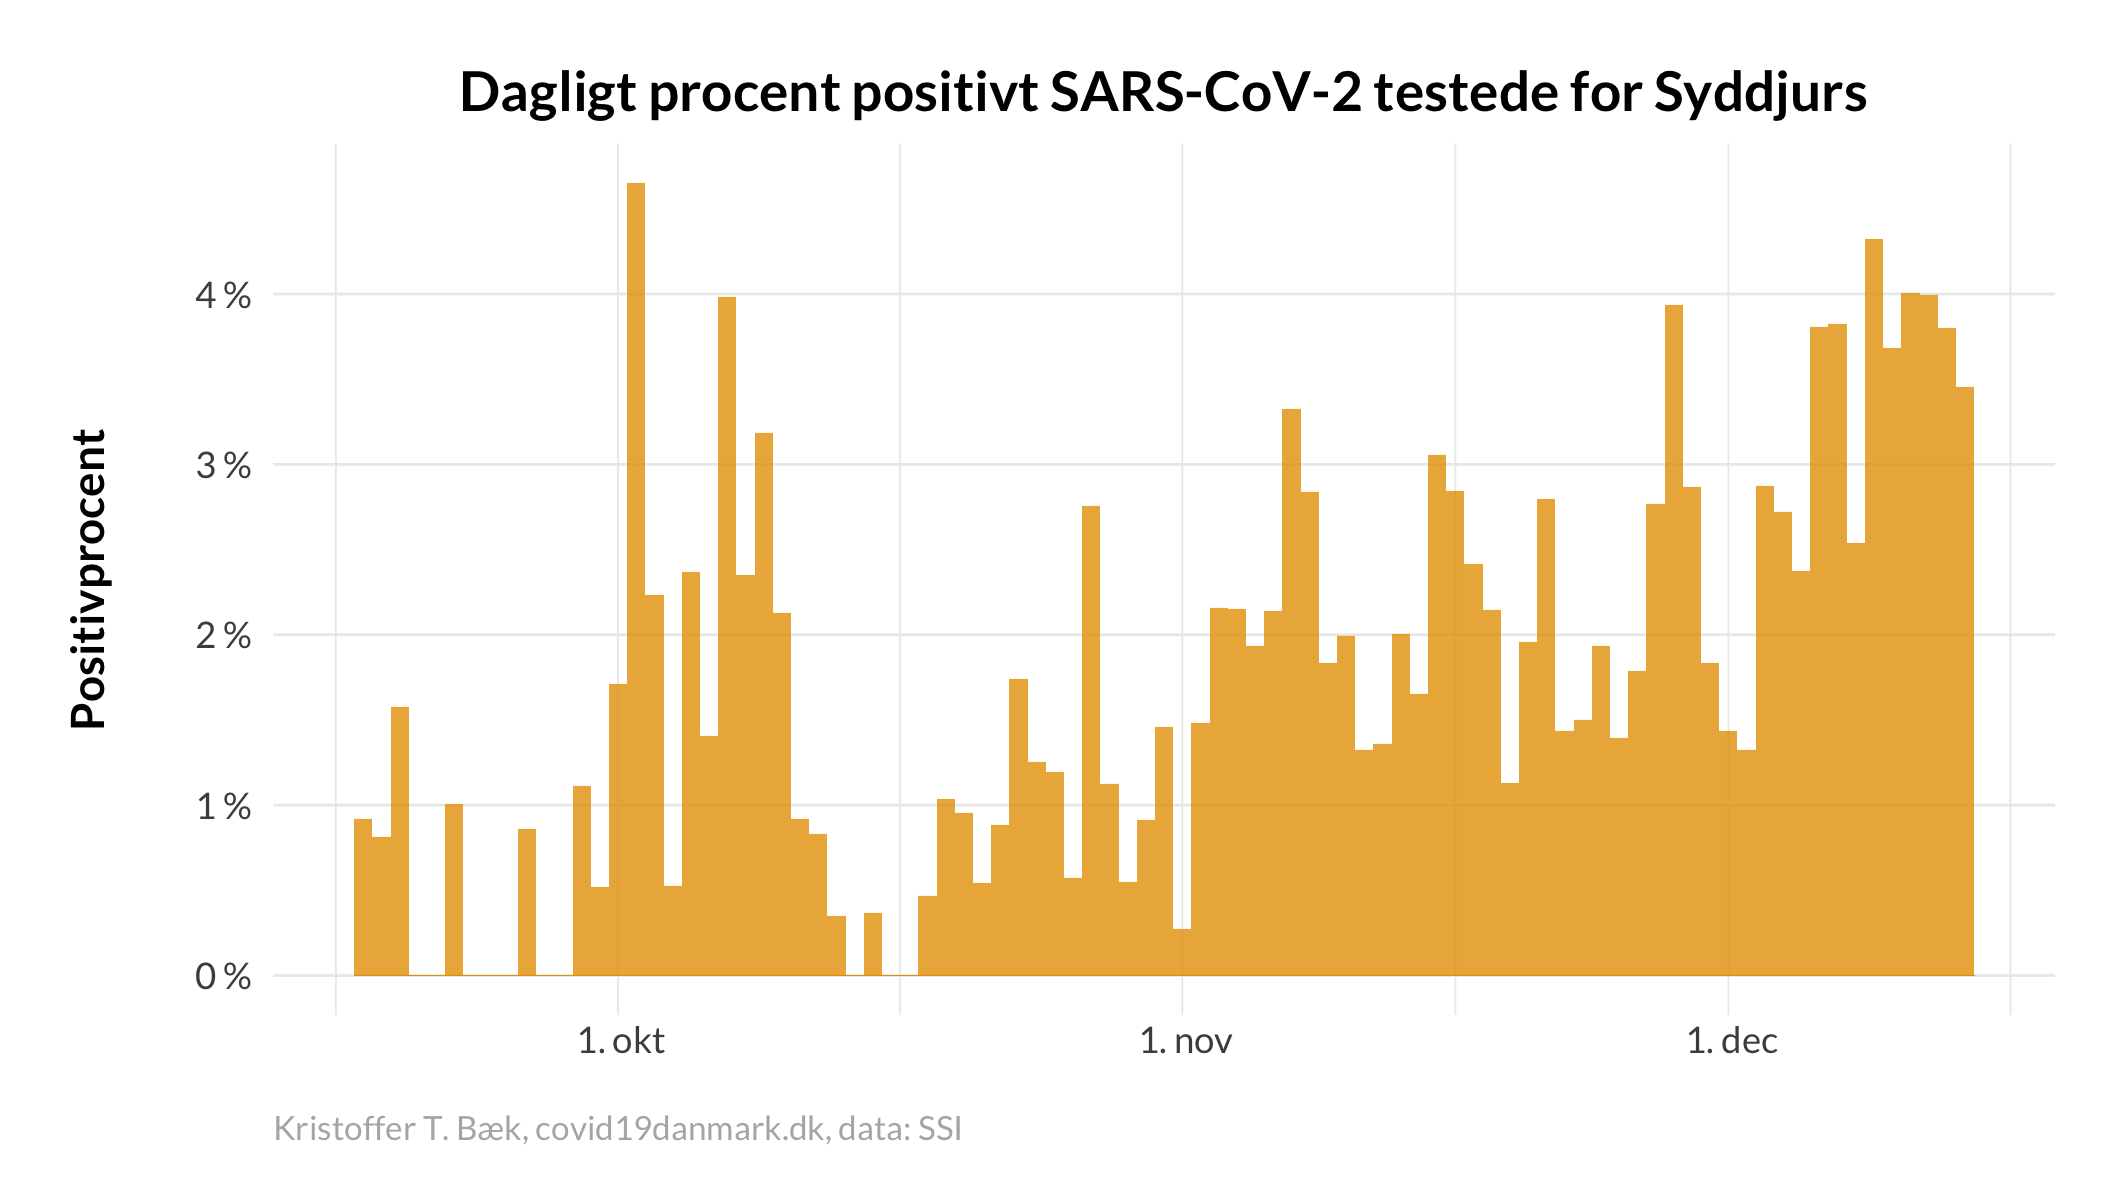 Dagligt procent positivt SARS-CoV-2 testede for Syddjurs
Positivprocent
4 %
3 %
2 %
1 %
0 %
1. okt
1. nov
1. dec
Kristoffer T. Bæk, covid19danmark.dk, data: SSI